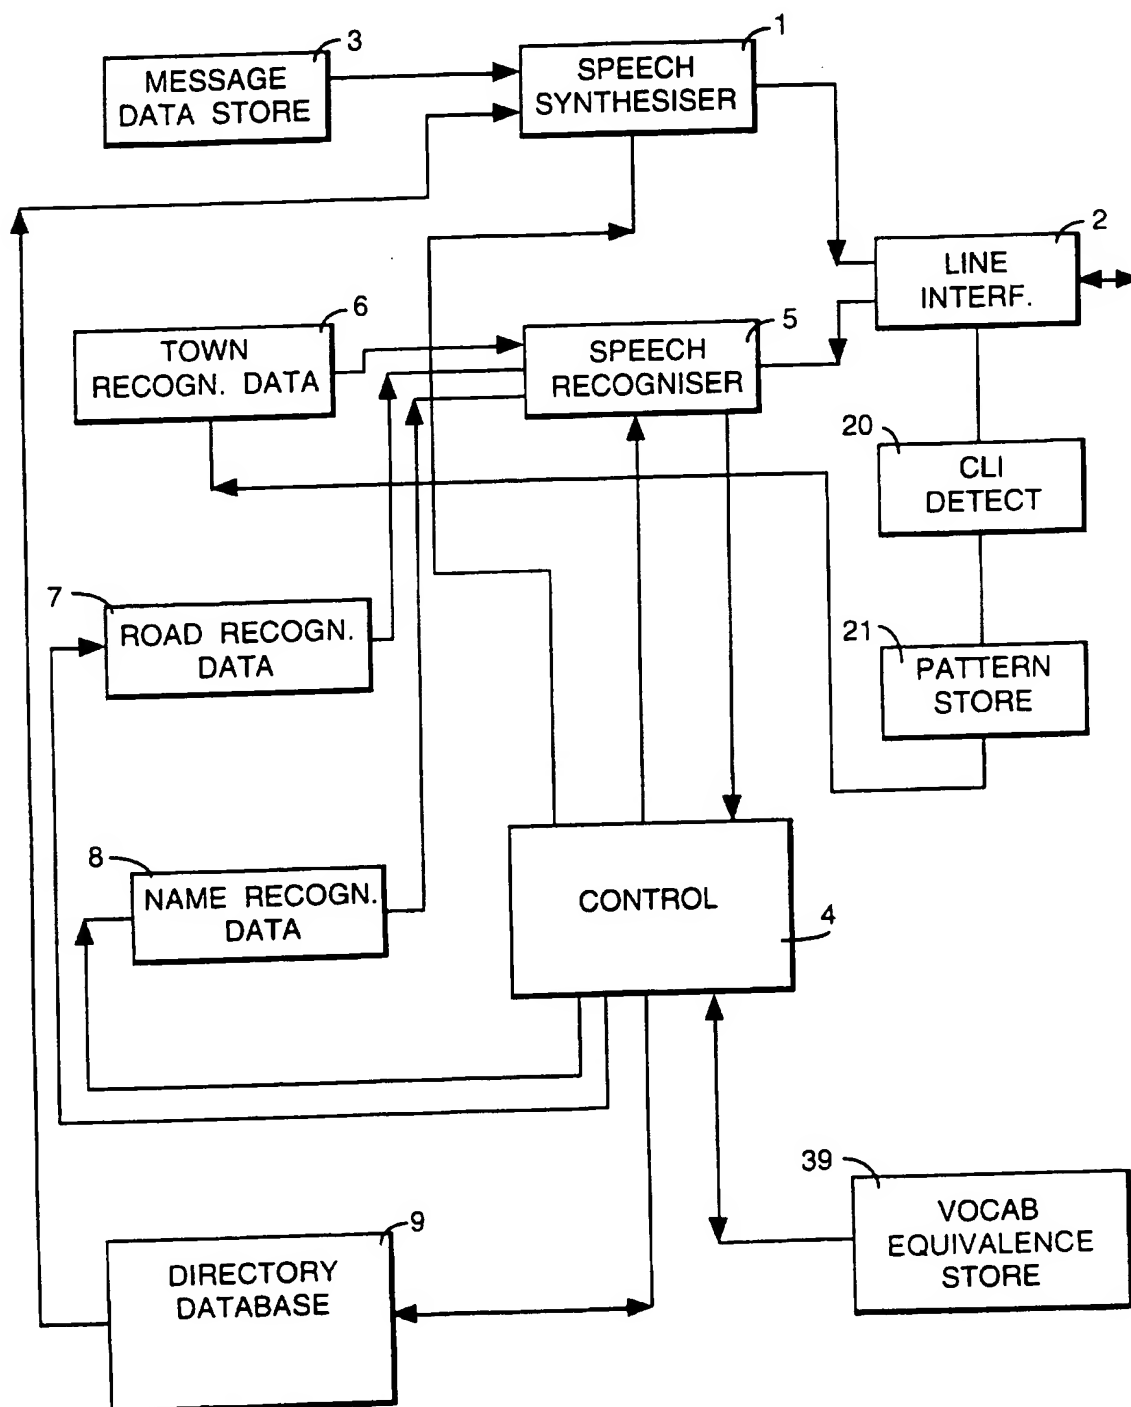 3
MESSAGE
DATA STORE
1
SPEECH
SYNTHESISER
2
LINE
INTERF.
6
TOWN
RECOGN. DATA
5
SPEECH
RECOGNISER
20
CLI
DETECT
7
ROAD RECOGN.
DATA
21
PATTERN
STORE
8
NAME RECOGN.
DATA
CONTROL
4
39
VOCAB
EQUIVALENCE
STORE
9
DIRECTORY
DATABASE